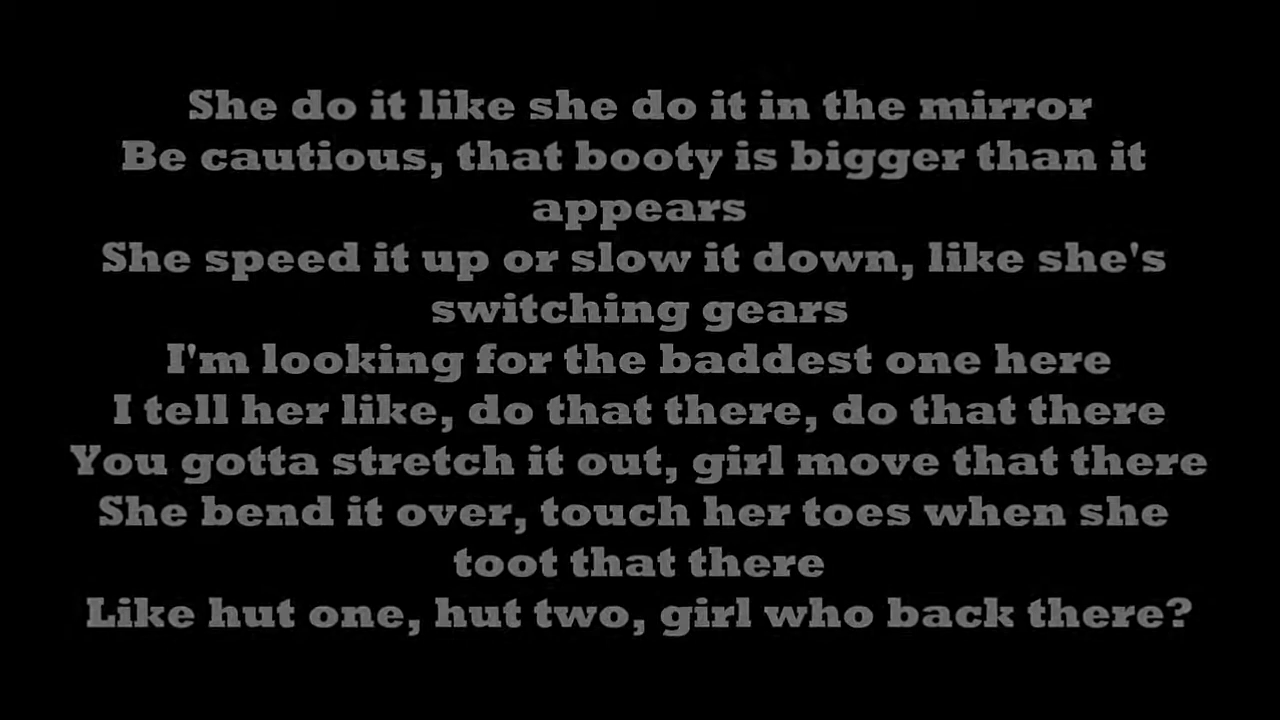 She do it like she do it in the mirror
Be cautious, that booty is bigger than it
appears
She speed it up or slow it down, like she's
switching gears
I'm looking for the baddest one here
I tell her like, do that there, do that there
You gotta stretch it out, girl move that there
She bend it over, touch her toes when she
toot that there
Like hut one, hut two, girl who back there?